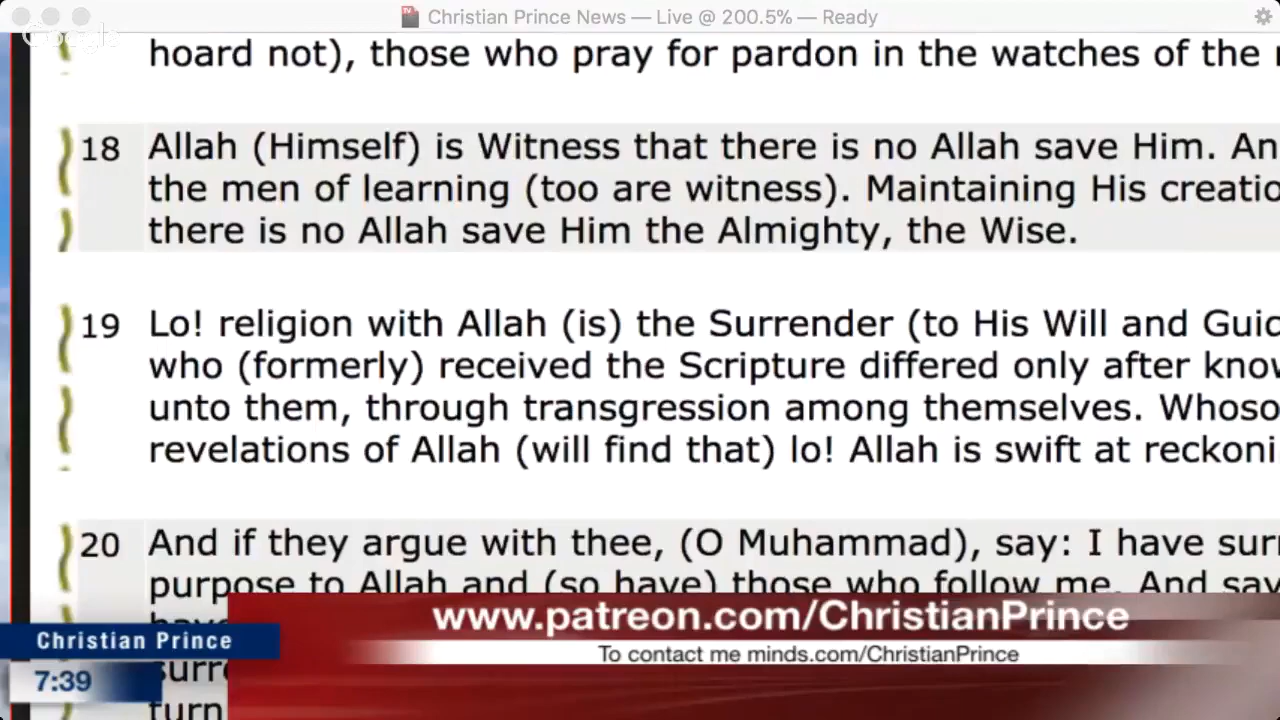 Christian Prince News — Live @ 200.5% — Ready
Google
hoard not), those who pray for pardon in the watches of the
18 Allah (Himself) is Witness that there is no Allah save Him. An
the men of learning (too are witness). Maintaining His creatio
there is no Allah save Him the Almighty, the Wise.
19 Lo! religion with Allah (is) the Surrender (to His Will and Guid
who (formerly) received the Scripture differed only after know
unto them, through transgression among themselves. Whoso
revelations of Allah (will find that) lo! Allah is swift at reckoni
20 And if they argue with thee, (O Muhammad), say: I have surr
purpose to Allah and (so have) those who follow me. And say
have
surre
turn
www.patreon.com/ChristianPrince
To contact me minds.com/ChristianPrince
Christian Prince
7:39